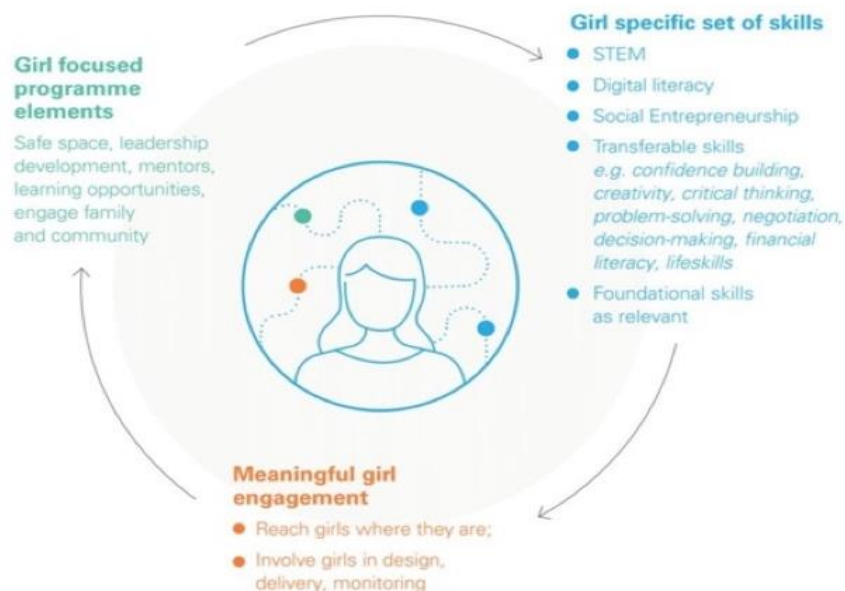 Girl focused
programme
elements
Safe space, leadership
development, mentors,
learning opportunities,
engage family
and community
Girl specific set of skills
STEM
Digital literacy
Social Entrepreneurship
Transferable skills
e.g. confidence building,
creativity, critical thinking,
problem-solving, negotiation,
decision-making, financial
literacy, lifeskills
Foundational skills
as relevant
Meaningful girl
engagement
Reach girls where they are;
Involve girls in design,
delivery, monitoring